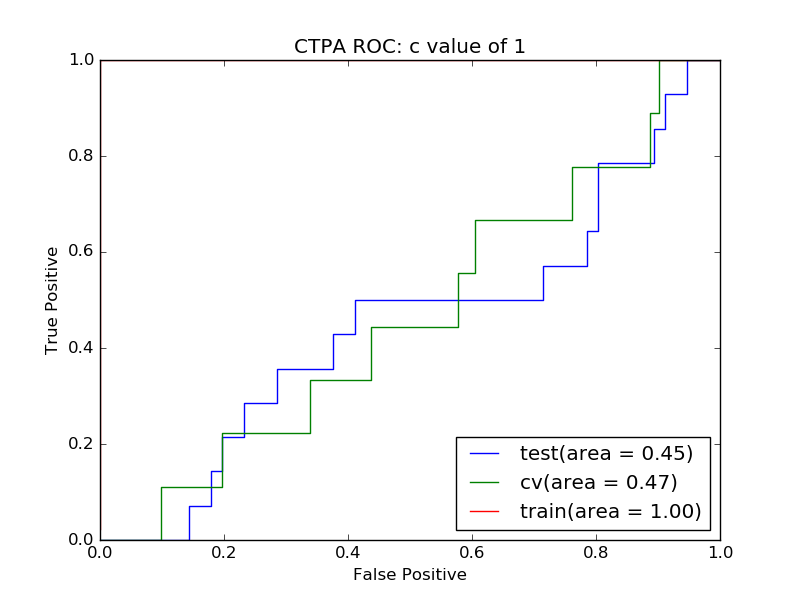 CTPA ROC: c value of 1
1.0
0.8
0.6
0.4
0.2
0.0
True Positive
0.0 0.2 0.4 0.6 0.8 1.0
False Positive
test(area = 0.45)
cv(area = 0.47)
train(area = 1.00)